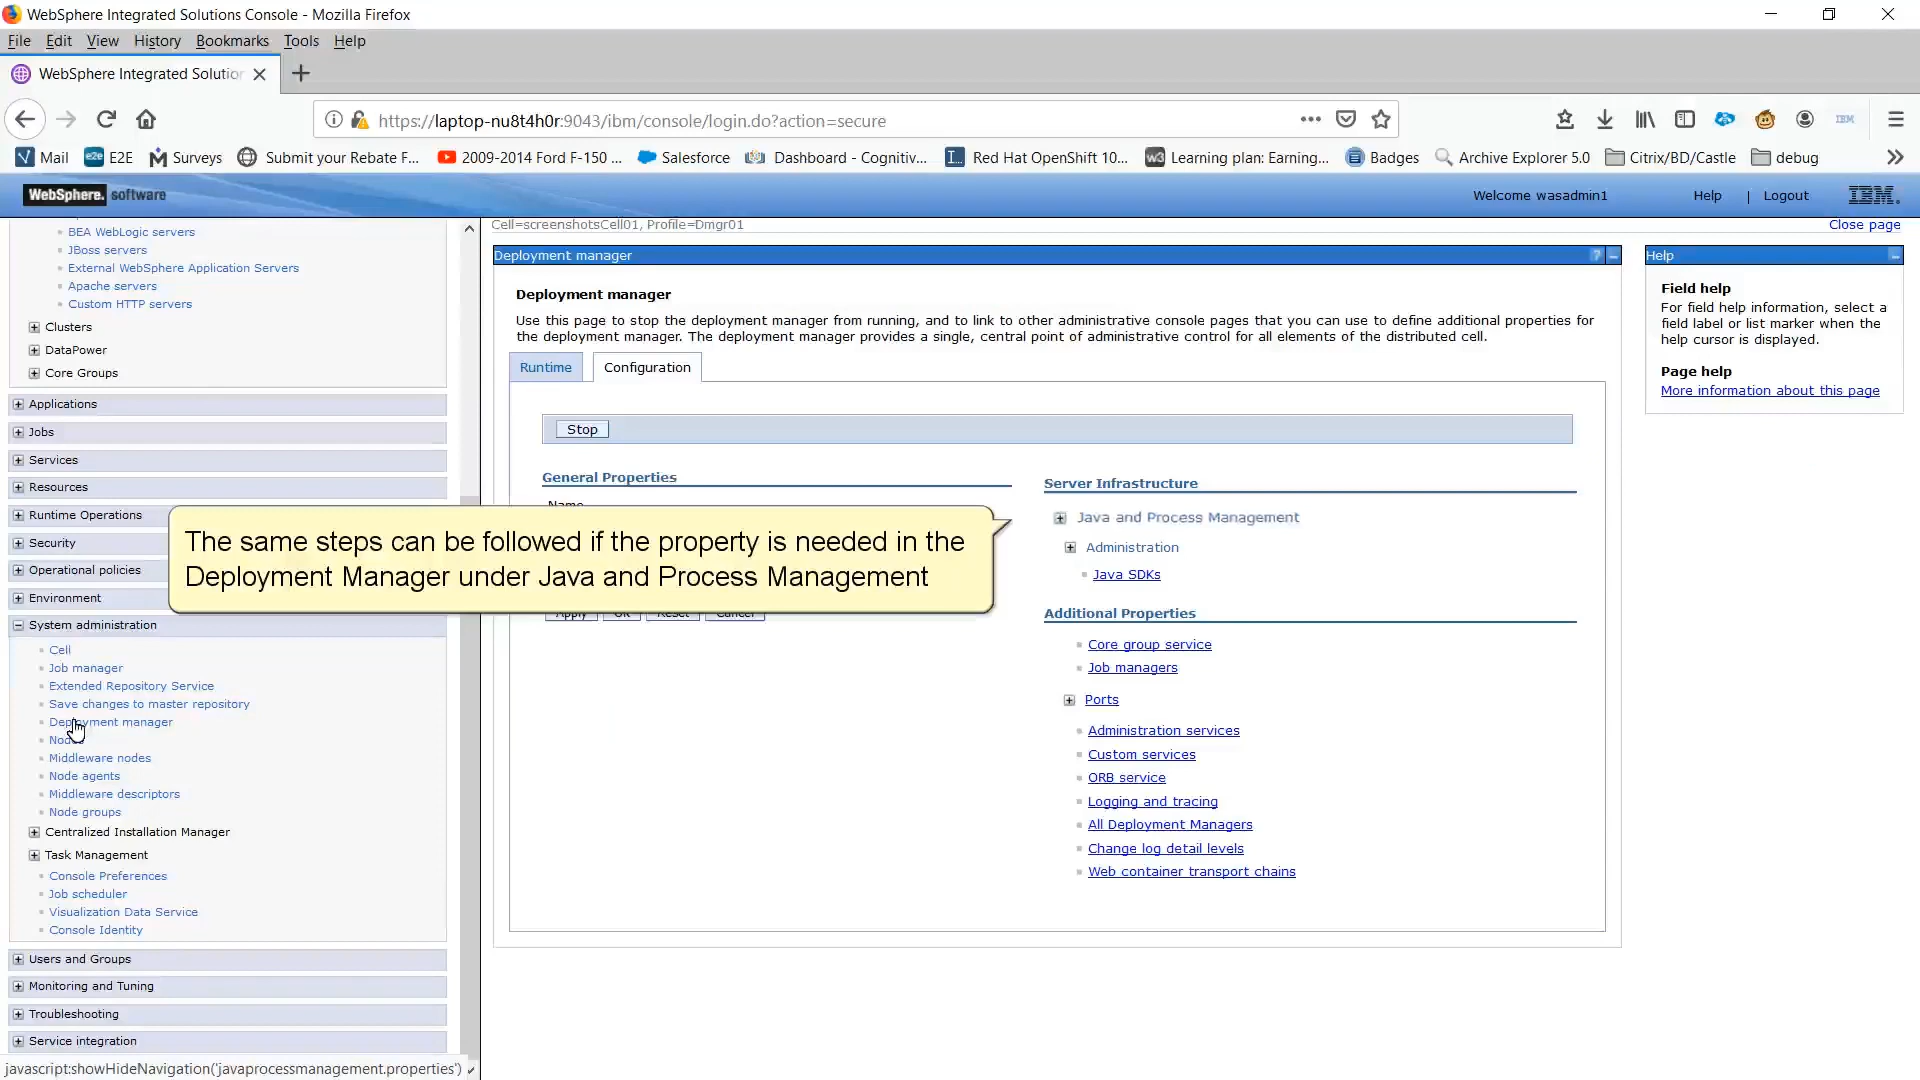 WebSphere Integrated Solutions Console - Mozilla Firefox
File Edit View History Bookmarks Tools Help
WebSphere Integrated Solution
https://laptop-nu8t4h0r:9043/ibm/console/login.do?action=secure
IBM
Mail E2E Surveys Submit your Rebate F... 2009-2014 Ford F-150 ... Salesforce Dashboard - Cognitiv... Red Hat OpenShift 10... Learning plan: Earning... Badges Archive Explorer 5.0 Citrix/BD/Castle debug
WebSphere. software Welcome wasadmin1 Help | Logout IBM.
BEA WebLogic servers
JBoss servers
External WebSphere Application Servers
Apache servers
Custom HTTP servers
Clusters
DataPower
Core Groups
Applications
Jobs
Services
Resources
Runtime Operations
Security
Operational policies
Environment
System administration
Cell
Job manager
Extended Repository Service
Save changes to master repository
Deployment manager
Nodes
Middleware nodes
Node agents
Middleware descriptors
Node groups
Centralized Installation Manager
Task Management
Console Preferences
Job scheduler
Visualization Data Service
Console Identity
Users and Groups
Monitoring and Tuning
Troubleshooting
Service integration
javascript:showHideNavigation('javaprocessmanagement.properties')
Cell=screenshotsCell01, Profile=Dmgr01
Close page
Deployment manager
Deployment manager
Use this page to stop the deployment manager from running, and to link to other administrative console pages that you can use to define additional properties for
the deployment manager. The deployment manager provides a single, central point of administrative control for all elements of the distributed cell.
Runtime Configuration
Stop
General Properties
Name
The same steps can be followed if the property is needed in the
Deployment Manager under Java and Process Management
Apply OK Reset Cancel
Server Infrastructure
Java and Process Management
Administration
Java SDKs
Additional Properties
Core group service
Job managers
Ports
Administration services
Custom services
ORB service
Logging and tracing
All Deployment Managers
Change log detail levels
Web container transport chains
Help
Field help
For field help information, select a
field label or list marker when the
help cursor is displayed.
Page help
More information about this page